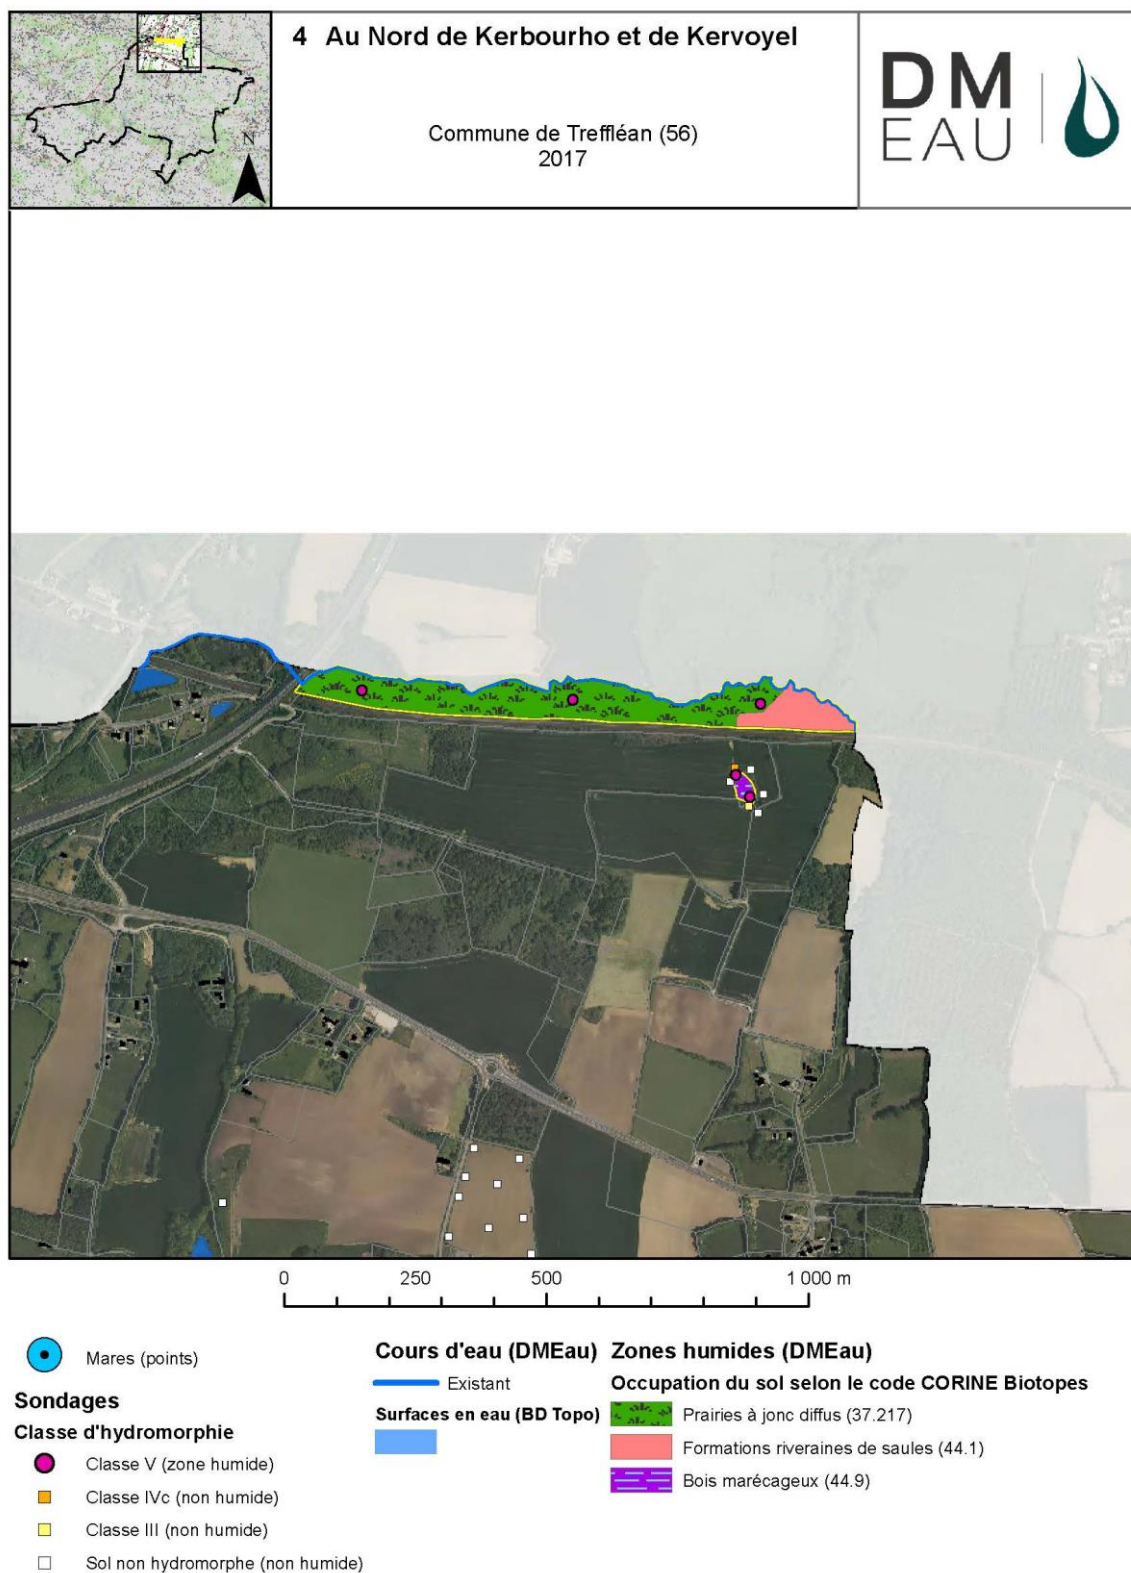 4 Au Nord de Kerbourho et de Kervoyel
Commune de Treffléan (56)
2017
N
DM
EAU
0 250 500 1 000 m
Mares (points)
Sondages
Classe d'hydromorphie
Classe V (zone humide)
Classe IVc (non humide)
Classe III (non humide)
Sol non hydromorphe (non humide)
Cours d'eau (DMEau)
Existant
Surfaces en eau (BD Topo)
Zones humides (DMEau)
Occupation du sol selon le code CORINE Biotopes
Prairies à jonc diffus (37.217)
Formations riveraines de saules (44.1)
Bois marécageux (44.9)